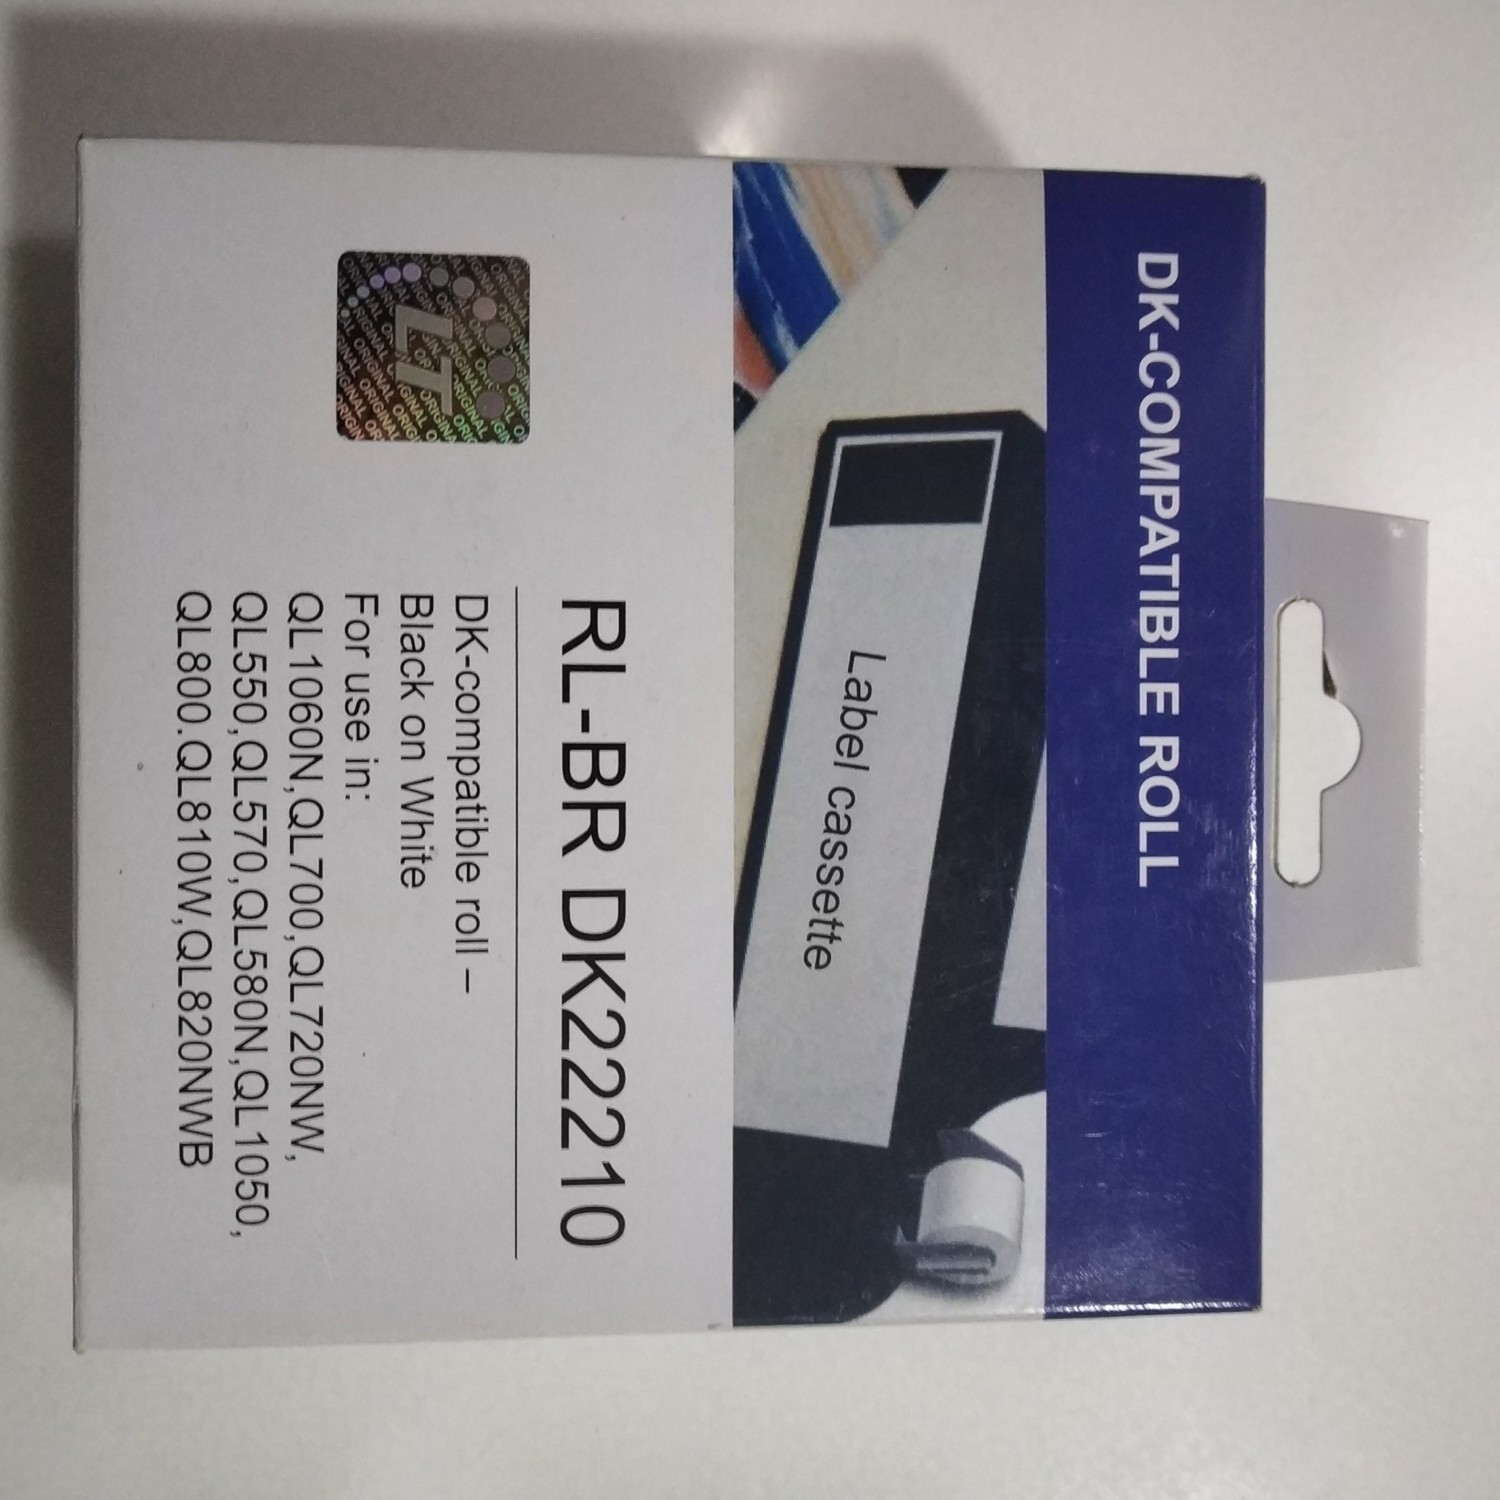 DK-COMPATIBLE ROLL
Label cassette
RL-BR DK22210
DK-compatible roll –
Black on White
For use in:
QL1060N,QL700,QL720NW,
QL550,QL570,QL580N,QL1050,
QL800.QL810W,QL820NWB
LT
ORIGINAL